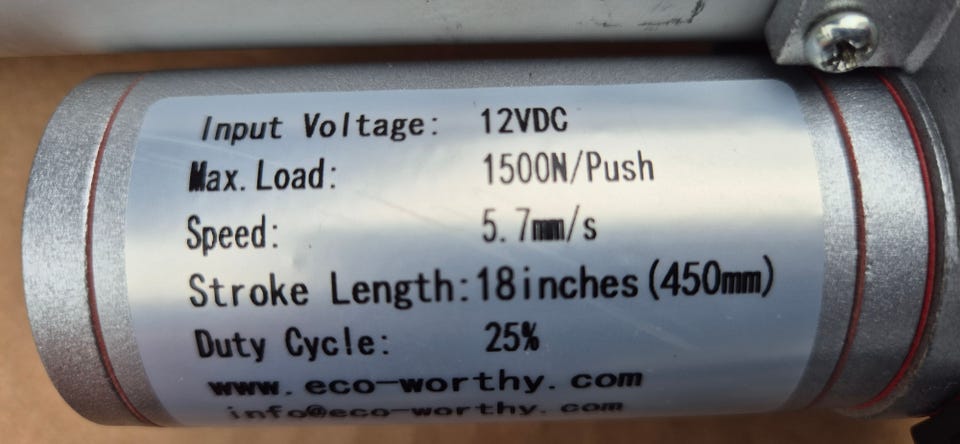 Input Voltage: 12VDC
Max.Load: 1500N/Push
Speed: 5.7mm/s
Stroke Length:18inches(450mm)
Duty Cycle: 25%
www.eco-worthy.com
info@eco-worthy.com